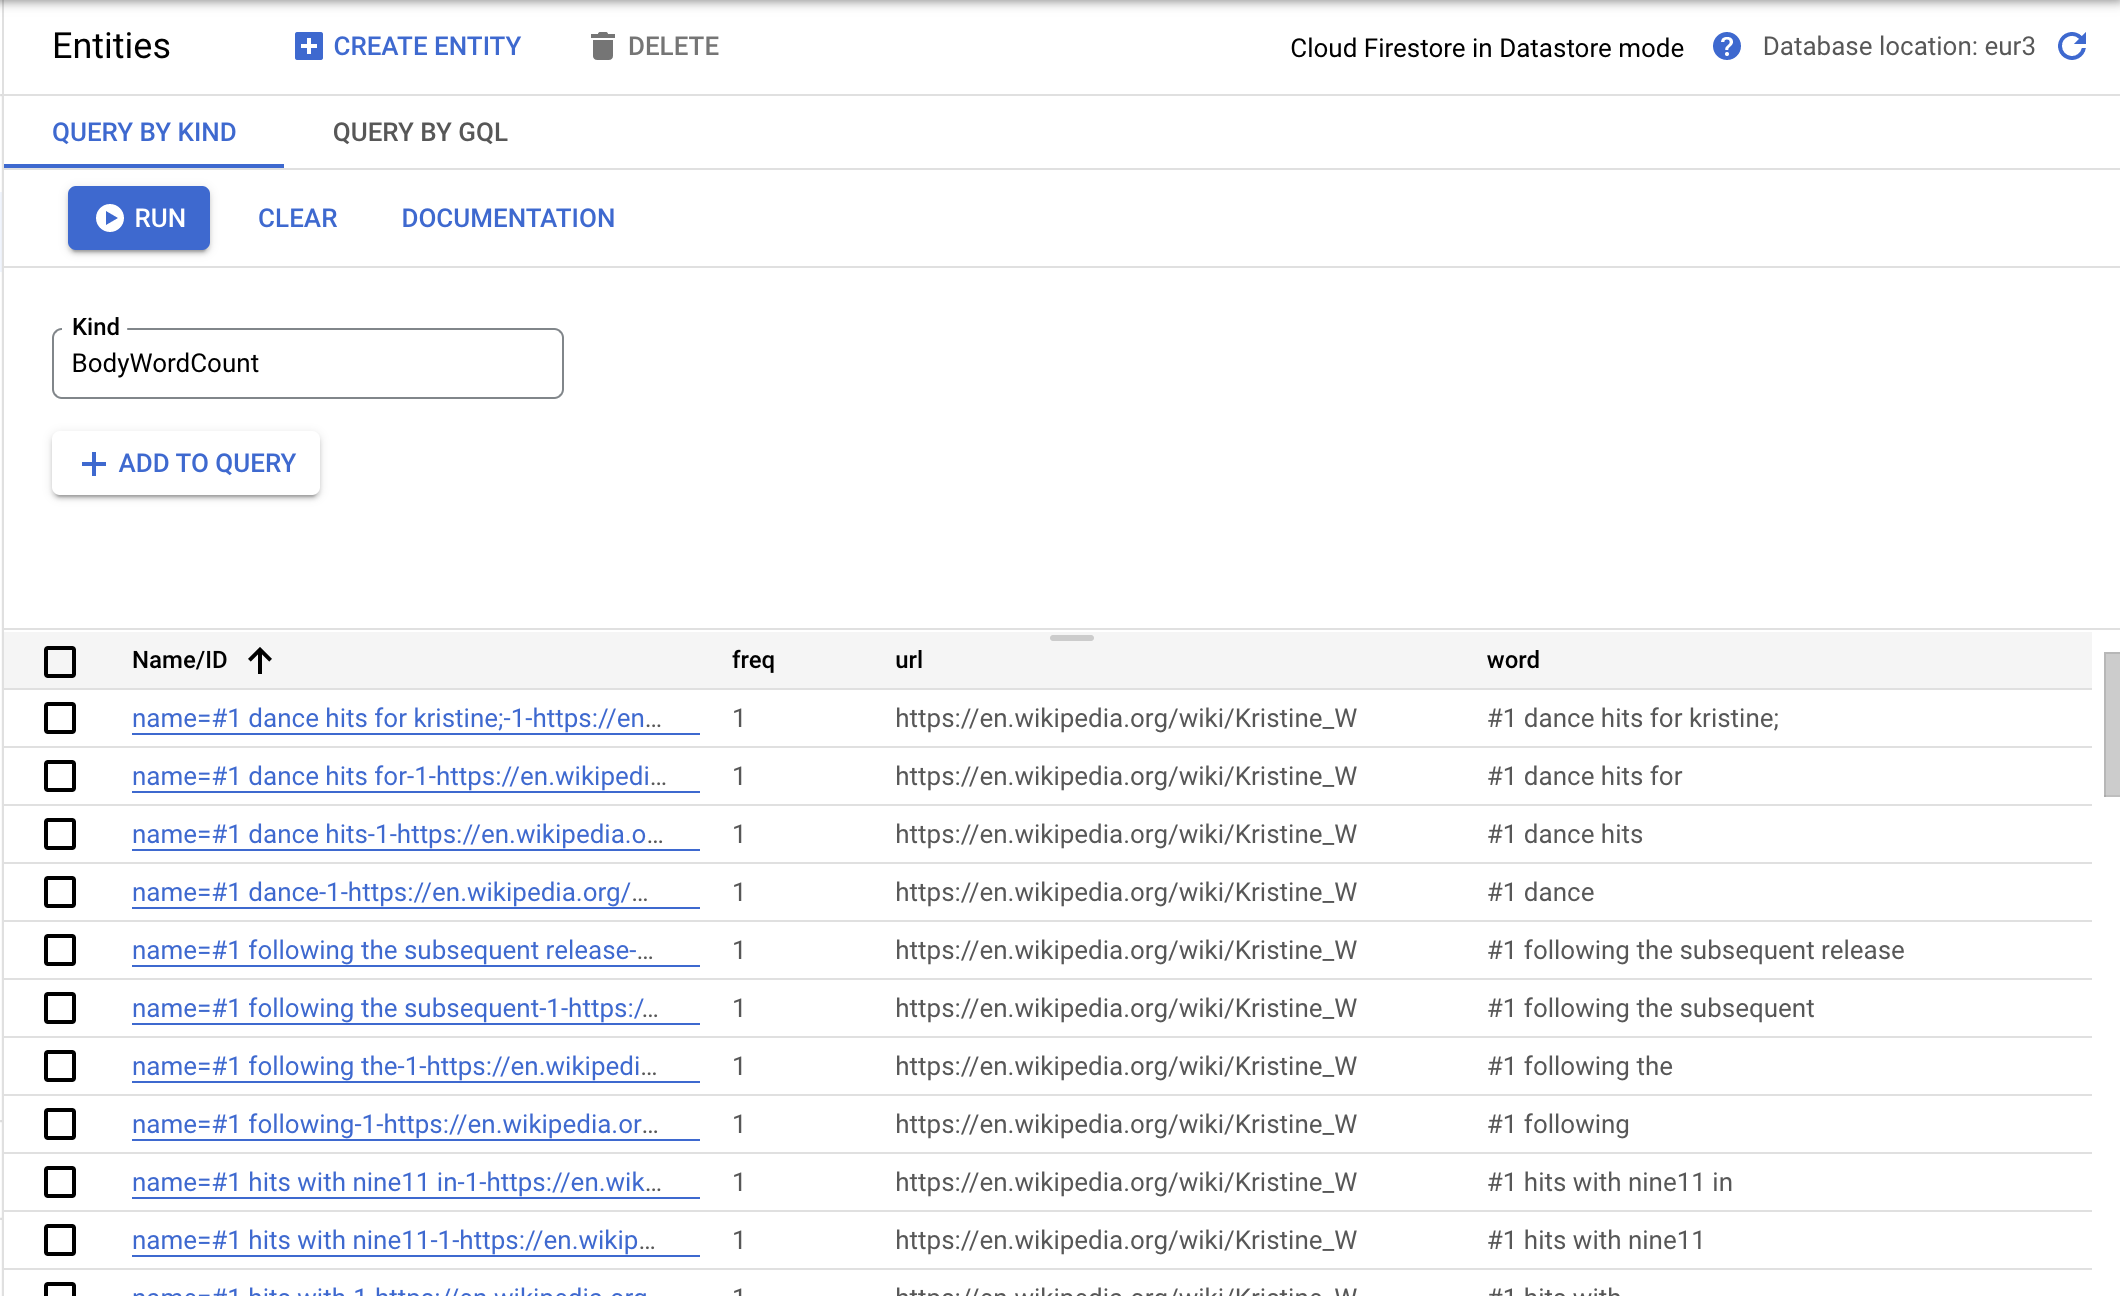 Entities CREATE ENTITY DELETE Cloud Firestore in Datastore mode ? Database location: eur3
QUERY BY KIND QUERY BY GQL
RUN CLEAR DOCUMENTATION
Kind
BodyWordCount
+ ADD TO QUERY
Name/ID freq url word
name=#1 dance hits for kristine;-1-https://en... 1 https://en.wikipedia.org/wiki/Kristine_W #1 dance hits for kristine;
name=#1 dance hits for-1-https://en.wikipedi... 1 https://en.wikipedia.org/wiki/Kristine_W #1 dance hits for
name=#1 dance hits-1-https://en.wikipedia.o... 1 https://en.wikipedia.org/wiki/Kristine_W #1 dance hits
name=#1 dance-1-https://en.wikipedia.org/... 1 https://en.wikipedia.org/wiki/Kristine_W #1 dance
name=#1 following the subsequent release-... 1 https://en.wikipedia.org/wiki/Kristine_W #1 following the subsequent release
name=#1 following the subsequent-1-https:/... 1 https://en.wikipedia.org/wiki/Kristine_W #1 following the subsequent
name=#1 following the-1-https://en.wikipedi... 1 https://en.wikipedia.org/wiki/Kristine_W #1 following the
name=#1 following-1-https://en.wikipedia.or... 1 https://en.wikipedia.org/wiki/Kristine_W #1 following
name=#1 hits with nine11 in-1-https://en.wik... 1 https://en.wikipedia.org/wiki/Kristine_W #1 hits with nine11 in
name=#1 hits with nine11-1-https://en.wikip... 1 https://en.wikipedia.org/wiki/Kristine_W #1 hits with nine11
name=#1 hits with-1-https://en.wikipedia.org... 1 https://en.wikipedia.org/wiki/Kristine_W #1 hits with